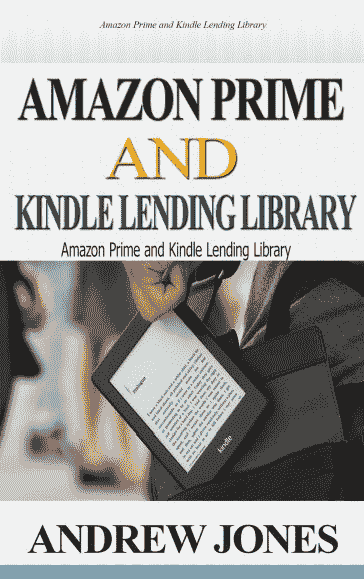 Amazon Prime and Kindle Lending Library
AMAZON PRIME
AND
KINDLE LENDING LIBRARY
Amazon Prime and Kindle Lending Library
kindle
ANDREW JONES